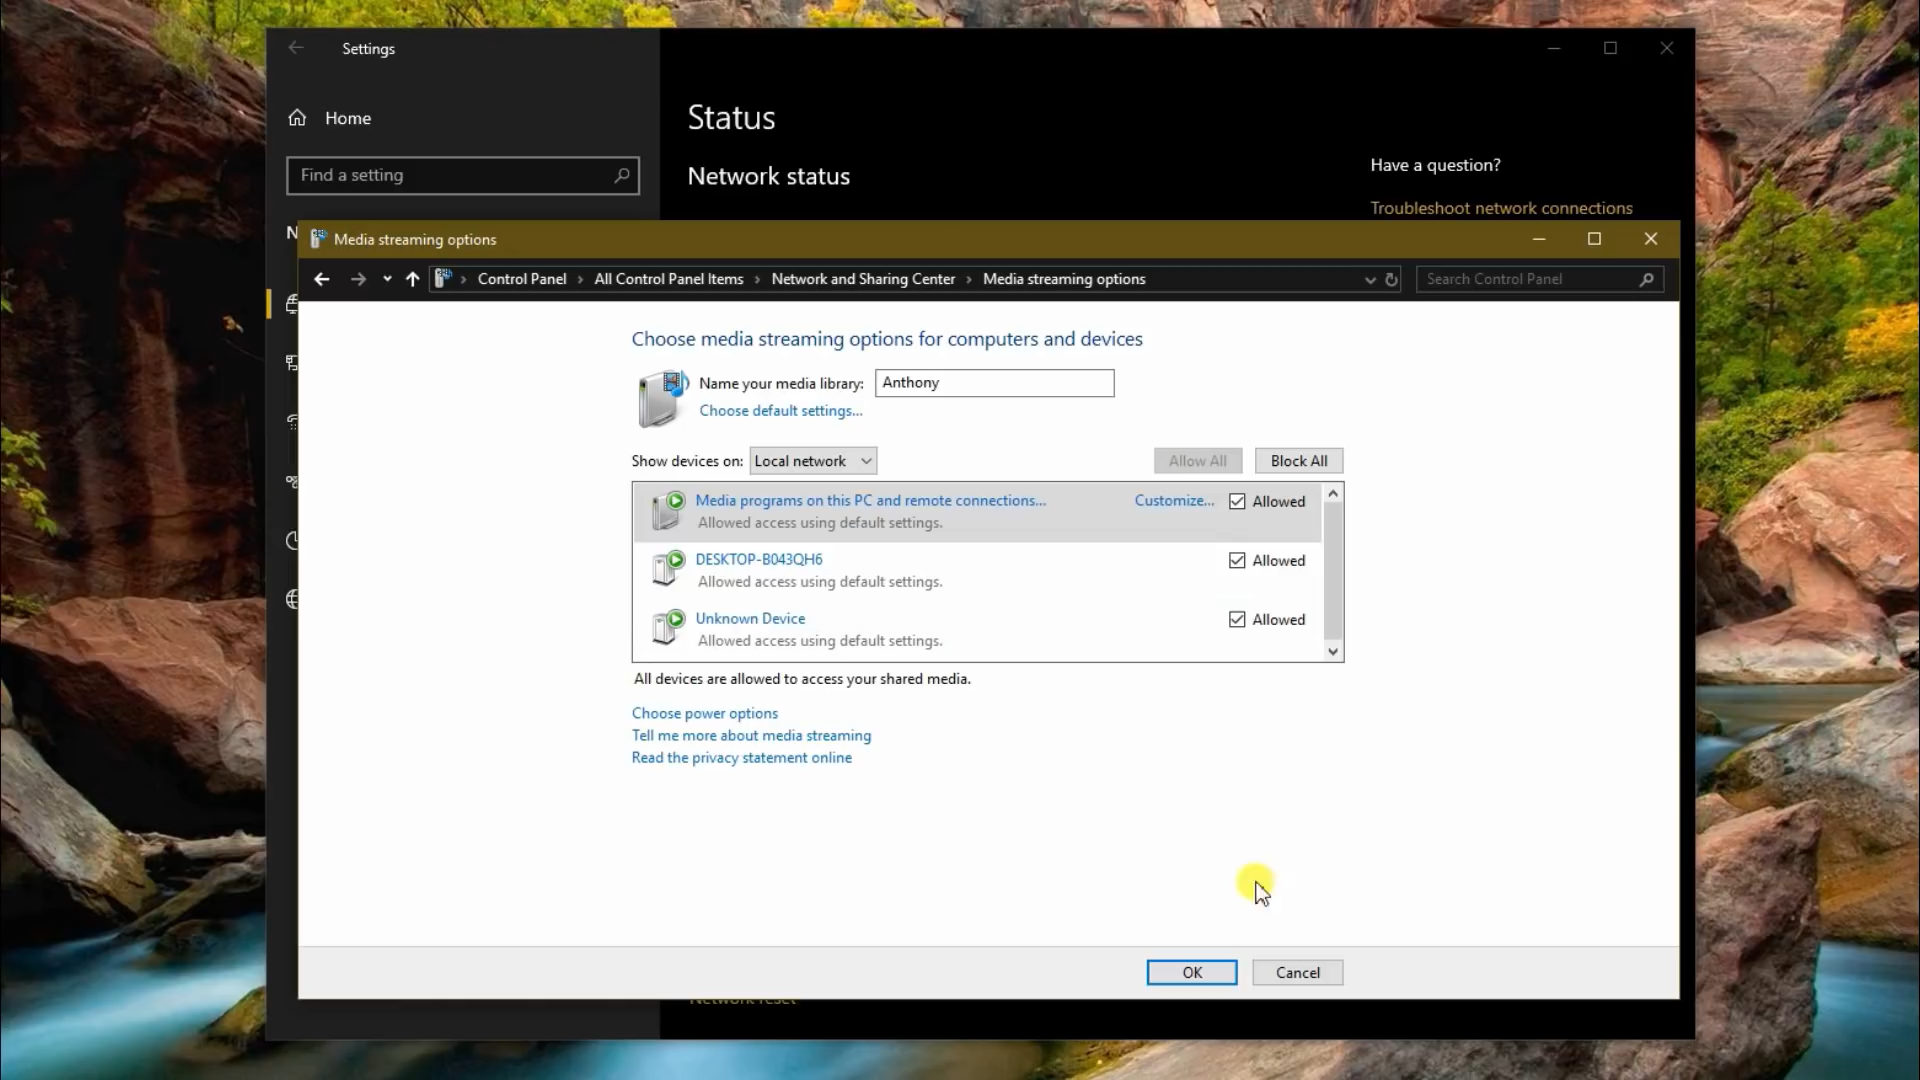 Settings
Home
Find a setting
Status
Network status
Have a question?
Troubleshoot network connections
N
Media streaming options
Control Panel > All Control Panel Items > Network and Sharing Center > Media streaming options
Search Control Panel
Choose media streaming options for computers and devices
Name your media library: Anthony
Choose default settings...
Show devices on: Local network
Allow All
Block All
Media programs on this PC and remote connections... Customize... Allowed
Allowed access using default settings.
DESKTOP-B043QH6 Allowed
Allowed access using default settings.
Unknown Device Allowed
Allowed access using default settings.
All devices are allowed to access your shared media.
Choose power options
Tell me more about media streaming
Read the privacy statement online
OK
Cancel
Network reset